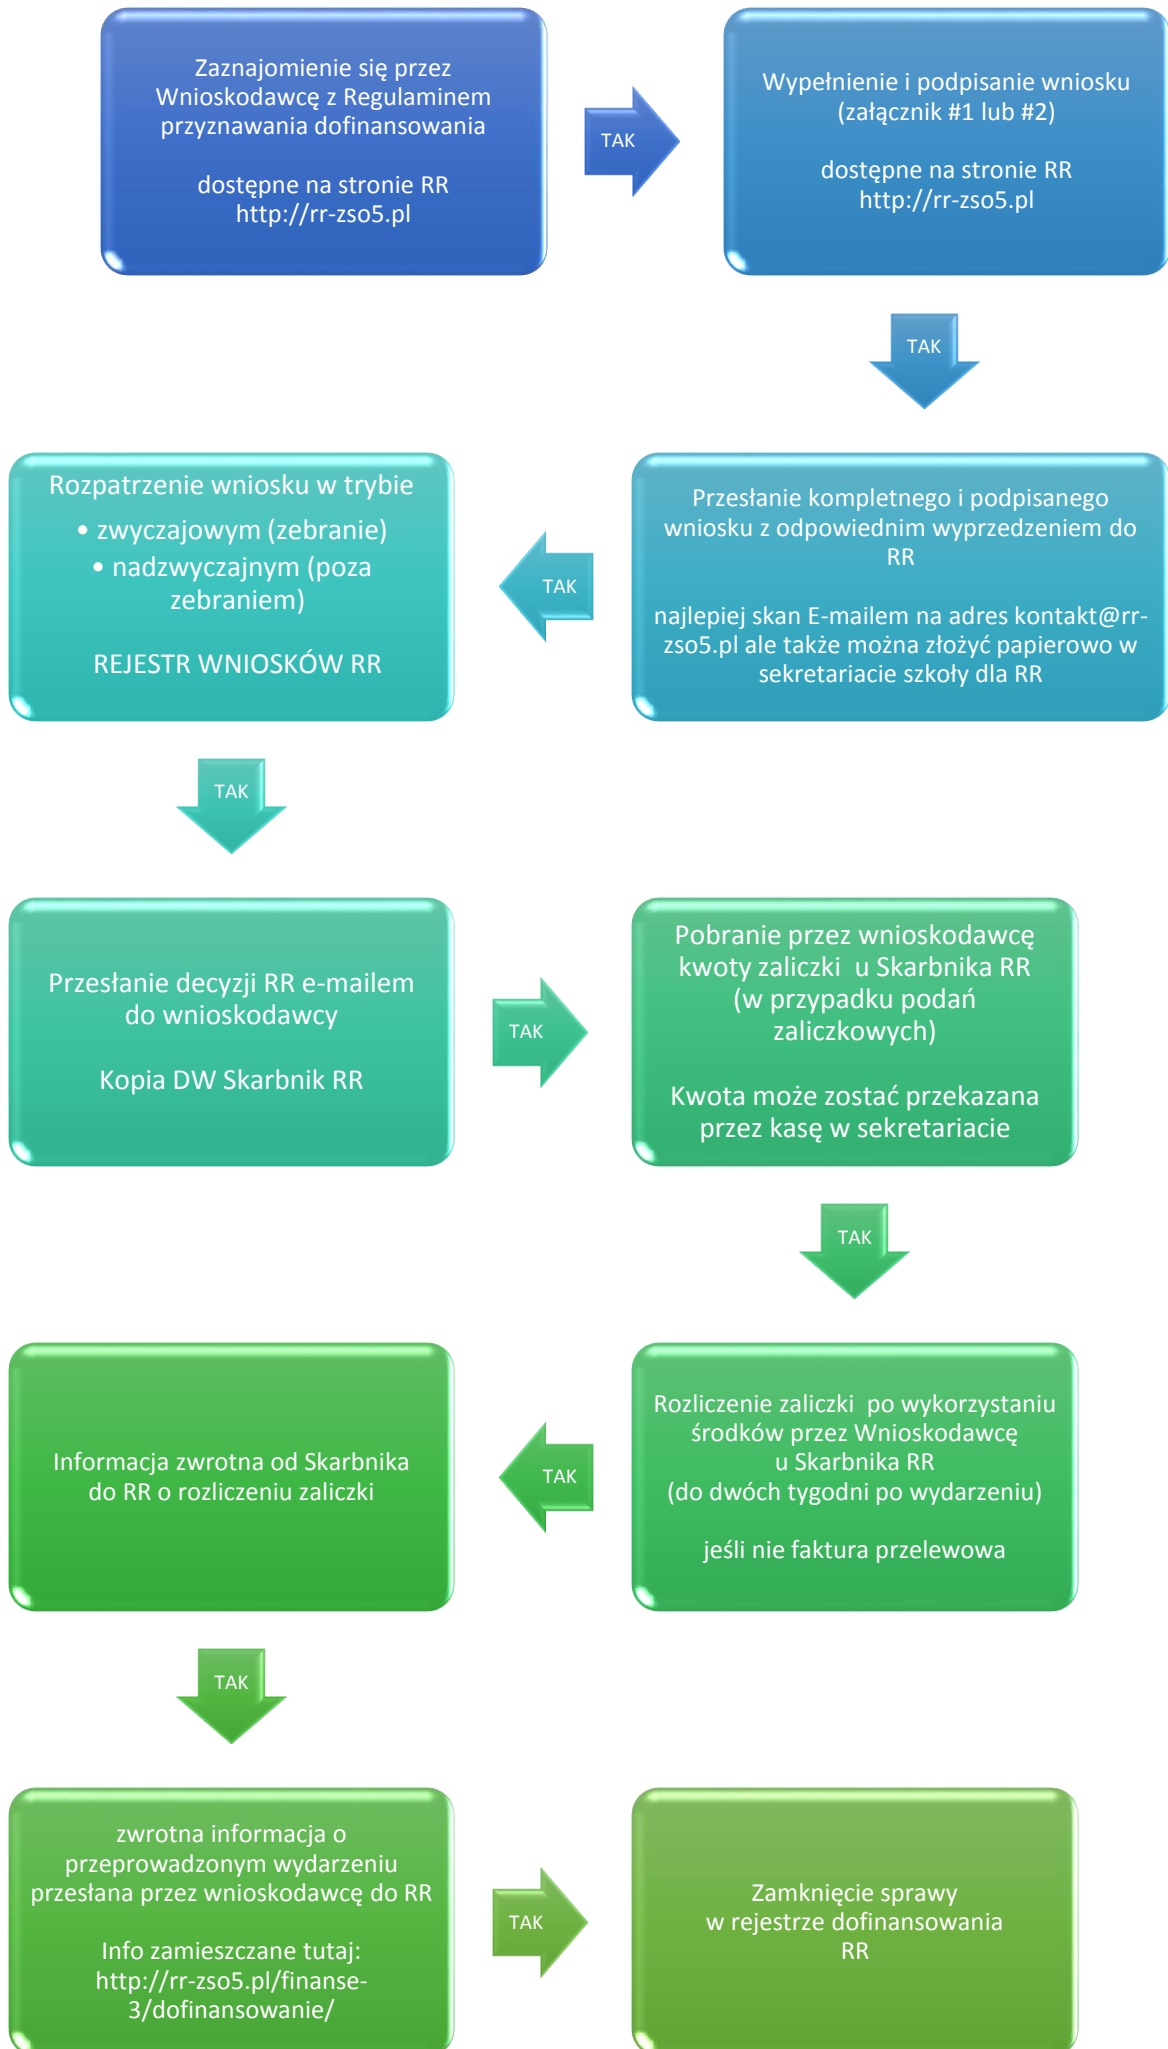 Zaznajomienie się przez
Wnioskodawcę z Regulaminem
przyznawania dofinansowania
dostępne na stronie RR
http://rr-zso5.pl
TAK
Wypełnienie i podpisanie wniosku
(załącznik #1 lub #2)
dostępne na stronie RR
http://rr-zso5.pl
TAK
Przesłanie kompletnego i podpisanego
wniosku z odpowiednim wyprzedzeniem do
RR
najlepiej skan E-mailem na adres kontakt@rr-
zso5.pl ale także można złożyć papierowo w
sekretariacie szkoły dla RR
TAK
Rozpatrzenie wniosku w trybie
• zwyczajowym (zebranie)
• nadzwyczajnym (poza
zebraniem)
REJESTR WNIOSKÓW RR
TAK
Przesłanie decyzji RR e-mailem
do wnioskodawcy
Kopia DW Skarbnik RR
TAK
Pobranie przez wnioskodawcę
kwoty zaliczki u Skarbnika RR
(w przypadku podań
zaliczkowych)
Kwota może zostać przekazana
przez kasę w sekretariacie
TAK
Rozliczenie zaliczki po wykorzystaniu
środków przez Wnioskodawcę
u Skarbnika RR
(do dwóch tygodni po wydarzeniu)
jeśli nie faktura przelewowa
TAK
Informacja zwrotna od Skarbnika
do RR o rozliczeniu zaliczki
TAK
zwrotna informacja o
przeprowadzonym wydarzeniu
przesłana przez wnioskodawcę do RR
Info zamieszczane tutaj:
http://rr-zso5.pl/finanse-
3/dofinansowanie/
TAK
Zamknięcie sprawy
w rejestrze dofinansowania
RR